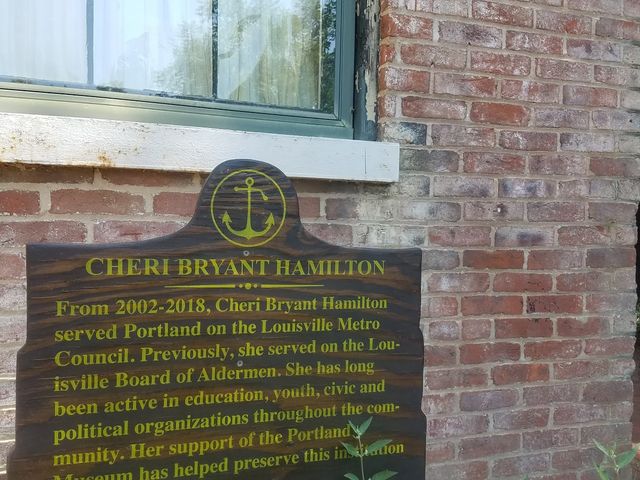 CHERI BRYANT HAMILTON
From 2002-2018, Cheri Bryant Hamilton
served Portland on the Louisville Metro
Council. Previously, she served on the Lou-
isville Board of Aldermen. She has long
been active in education, youth, civic and
political organizations throughout the com-
munity. Her support of the Portland
Museum has helped preserve this